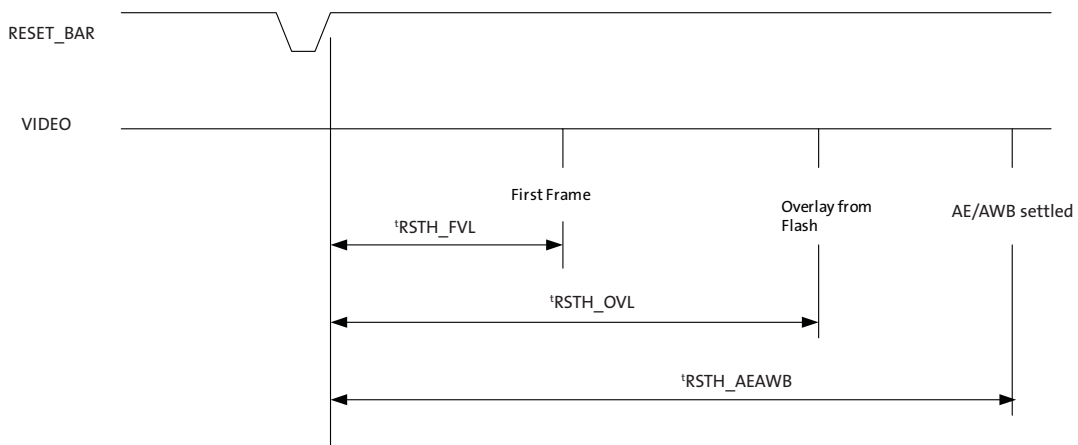 RESET_BAR
VIDEO
First Frame
Overlay from
Flash
AE/AWB settled
tRSTH_FVL
tRSTH_OVL
tRSTH_AEAWB